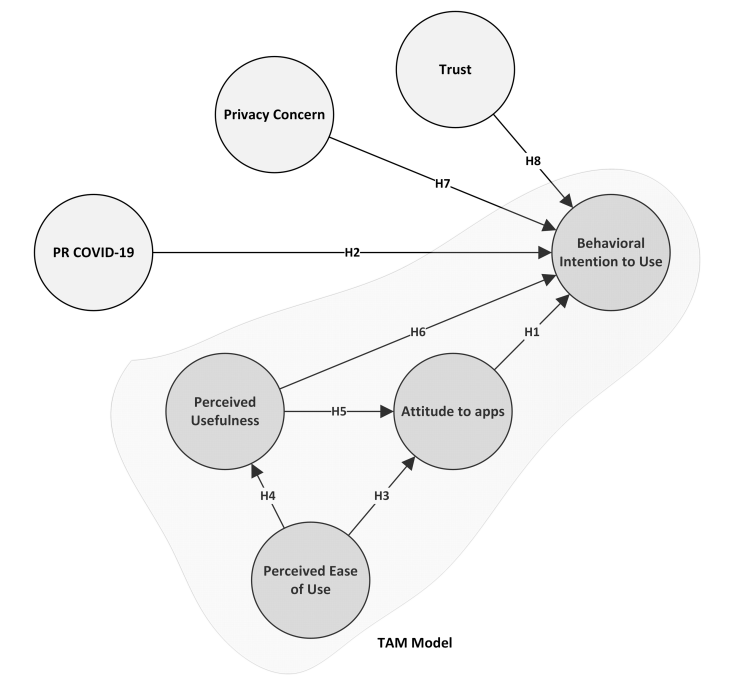 Trust
Privacy Concern
H8
H7
PR COVID-19
H2
Behavioral
Intention to Use
H6
H1
Perceived
Usefulness
H5
Attitude to apps
H4
H3
Perceived Ease
of Use
TAM Model